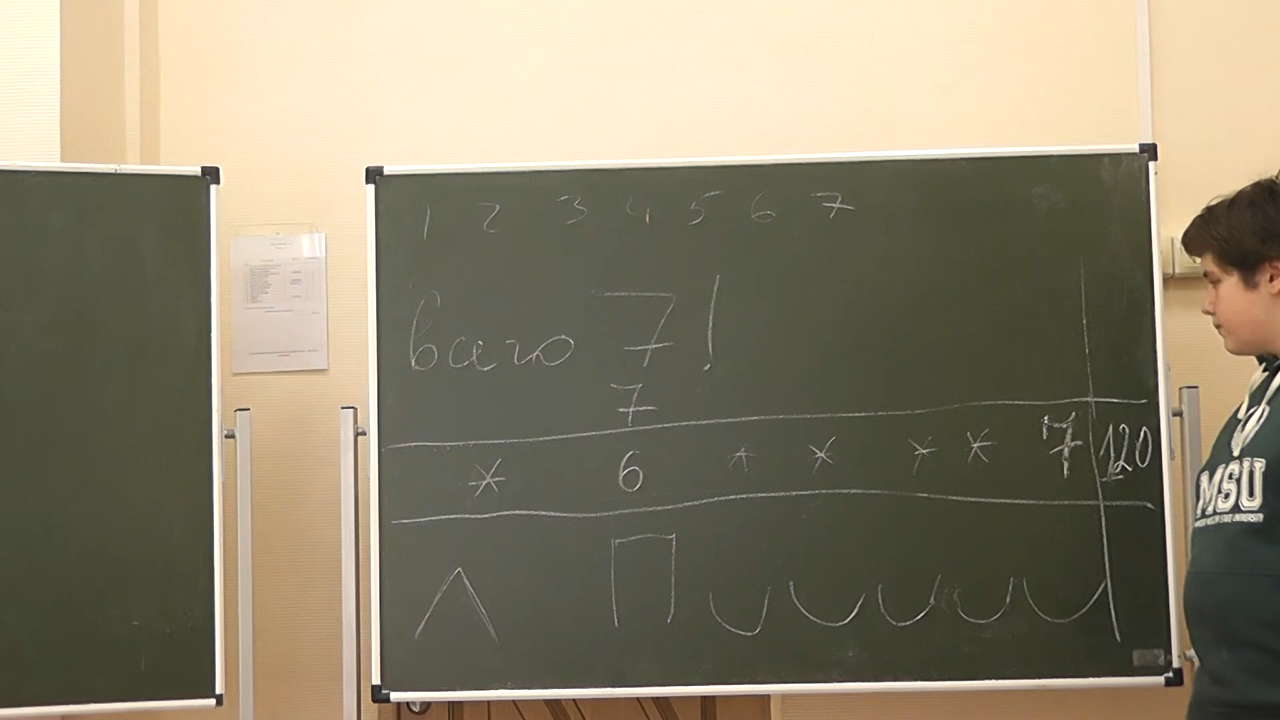 1 2 3 4 5 6 7
всего 7!
7
* 6 * * * * 7 120
Λ П
MSU